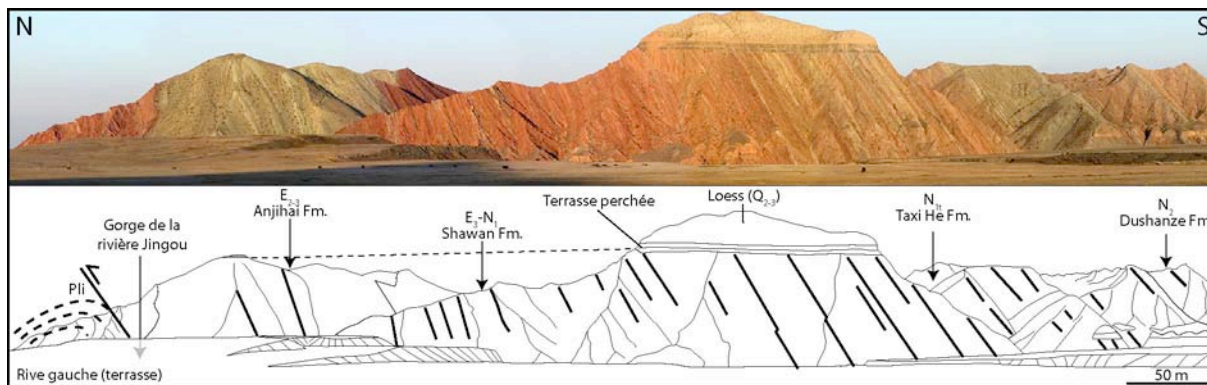 N
S
E2-3
Anjihai Fm.
Gorge de la
rivière Jingou
E3-N1
Shawan Fm.
Terrasse perchée
Loess (Q2-3)
N1t
Taxi He Fm.
N2
Dushanze Fm
Pli
Rive gauche (terrasse)
50 m